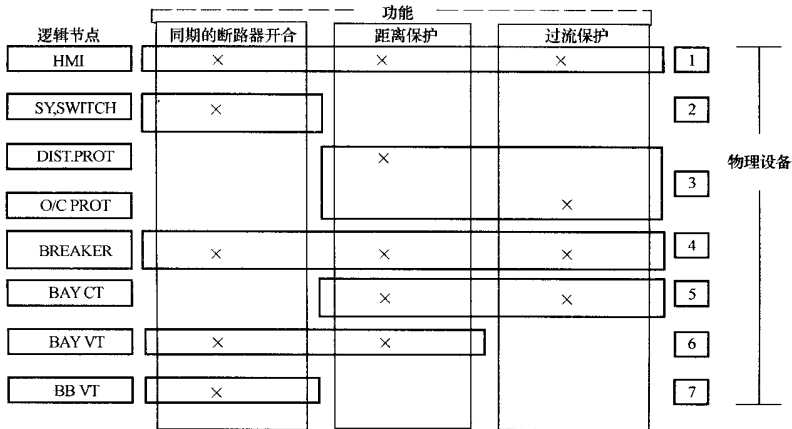 功能
逻辑节点 同期的断路器开合 距离保护 过流保护
HMI × × × 1
SY,SWITCH × 2
DIST.PROT ×
物理设备
3
O/C PROT ×
BREAKER × × × 4
BAY CT × × 5
BAY VT × × 6
BB VT × 7